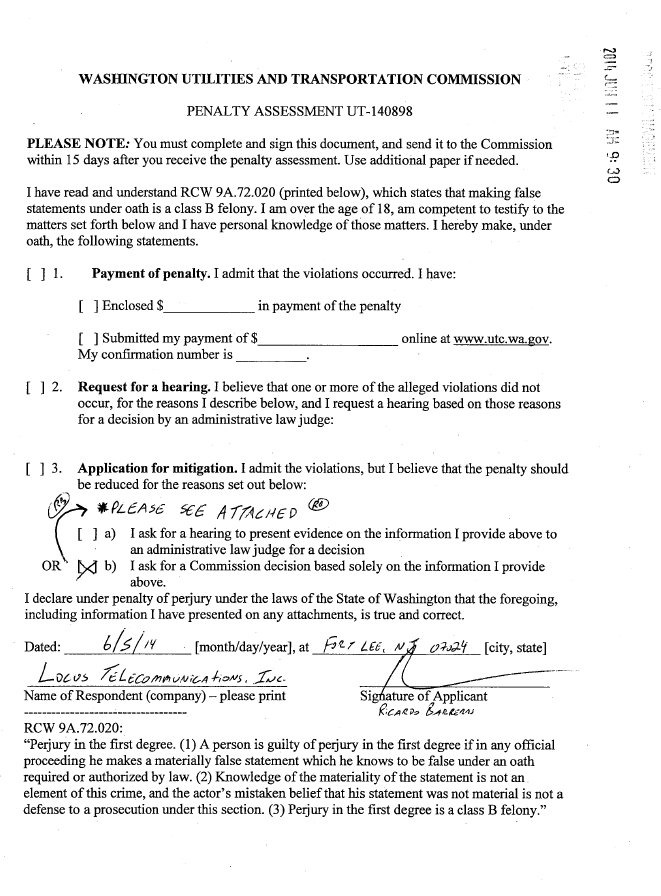 2014 JUN 11 AM 9:30
WASHINGTON UTILITIES AND TRANSPORTATION COMMISSION
PENALTY ASSESSMENT UT-140898
PLEASE NOTE: You must complete and sign this document, and send it to the Commission
within 15 days after you receive the penalty assessment. Use additional paper if needed.
I have read and understand RCW 9A.72.020 (printed below), which states that making false
statements under oath is a class B felony. I am over the age of 18, am competent to testify to the
matters set forth below and I have personal knowledge of those matters. I hereby make, under
oath, the following statements.
[ ] 1. Payment of penalty. I admit that the violations occurred. I have:
[ ] Enclosed $_____________ in payment of the penalty
[ ] Submitted my payment of $____________________ online at www.utc.wa.gov.
My confirmation number is __________.
[ ] 2. Request for a hearing. I believe that one or more of the alleged violations did not
occur, for the reasons I describe below, and I request a hearing based on those reasons
for a decision by an administrative law judge:
[ ] 3. Application for mitigation. I admit the violations, but I believe that the penalty should
be reduced for the reasons set out below:
*PLEASE SEE ATTACHED
[ ] a) I ask for a hearing to present evidence on the information I provide above to
an administrative law judge for a decision
OR [X] b) I ask for a Commission decision based solely on the information I provide
above.
I declare under penalty of perjury under the laws of the State of Washington that the foregoing,
including information I have presented on any attachments, is true and correct.
Dated: 6/5/14 [month/day/year], at FORT LEE, NJ 07024 [city, state]
LOCUS TELECOMMUNICATIONS, INC.
Name of Respondent (company) – please print Signature of Applicant
RICARDO BARRERA
-----------------------------------
RCW 9A.72.020:
“Perjury in the first degree. (1) A person is guilty of perjury in the first degree if in any official
proceeding he makes a materially false statement which he knows to be false under an oath
required or authorized by law. (2) Knowledge of the materiality of the statement is not an
element of this crime, and the actor’s mistaken belief that his statement was not material is not a
defense to a prosecution under this section. (3) Perjury in the first degree is a class B felony.”